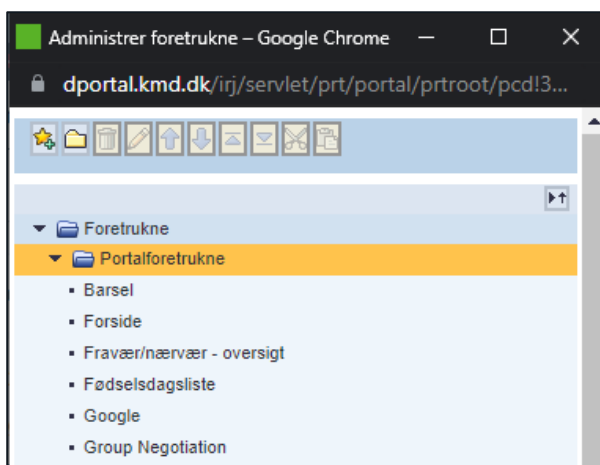 Administrer foretrukne – Google Chrome
dportal.kmd.dk/irj/servlet/prt/portal/prtroot/pcd!3...
Foretrukne
Portalforetrukne
Barsel
Forside
Fravær/nærvær - oversigt
Fødselsdagsliste
Google
Group Negotiation